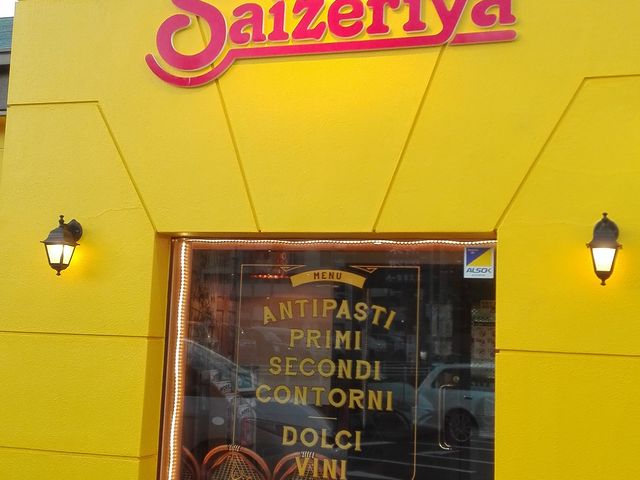 Saizeriya
ALSOK
MENU
ANTIPASTI
PRIMI
SECONDI
CONTORNI
DOLCI
VINI